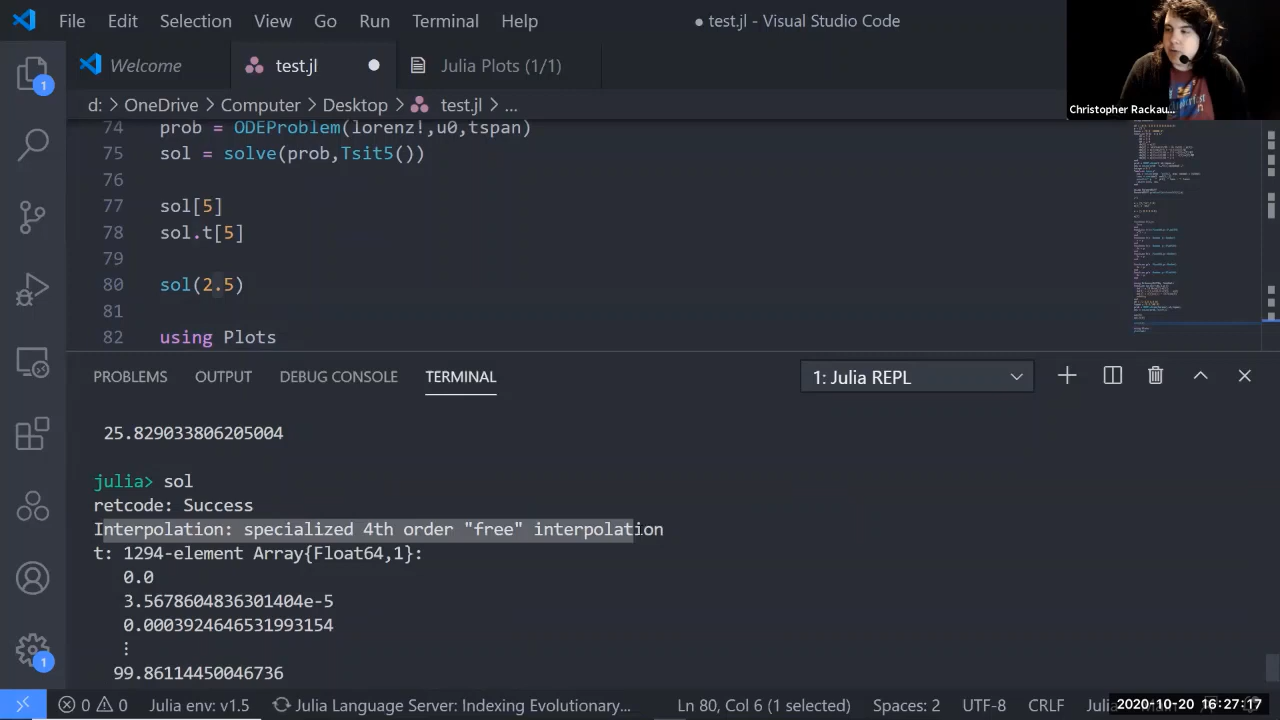 File Edit Selection View Go Run Terminal Help
● test.jl - Visual Studio Code
Welcome
test.jl
Julia Plots (1/1)
Christopher Rackau...
d: > OneDrive > Computer > Desktop > test.jl > ...
74 prob = ODEProblem(lorenz!,u0,tspan)
75 sol = solve(prob,Tsit5())
76
77 sol[5]
78 sol.t[5]
79
80 sol(2.5)
81
82 using Plots
PROBLEMS OUTPUT DEBUG CONSOLE TERMINAL
1: Julia REPL
25.829033806205004
julia> sol
retcode: Success
Interpolation: specialized 4th order "free" interpolation
t: 1294-element Array{Float64,1}:
0.0
3.5678604836301404e-5
0.0003924646531993154
⋮
99.86114450046736
1
1
0 0 Julia env: v1.5 Julia Language Server: Indexing Evolutionary... Ln 80, Col 6 (1 selected) Spaces: 2 UTF-8 CRLF
2020-10-20 16:27:17